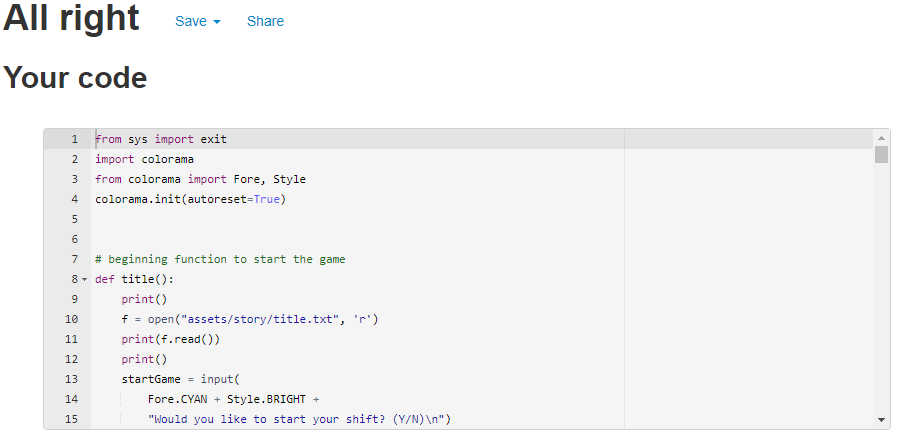 All right Save Share
Your code
1 from sys import exit
2 import colorama
3 from colorama import Fore, Style
4 colorama.init(autoreset=True)
5
6
7 # beginning function to start the game
8 def title():
9 print()
10 f = open("assets/story/title.txt", 'r')
11 print(f.read())
12 print()
13 startGame = input(
14 Fore.CYAN + Style.BRIGHT +
15 "Would you like to start your shift? (Y/N)\n")